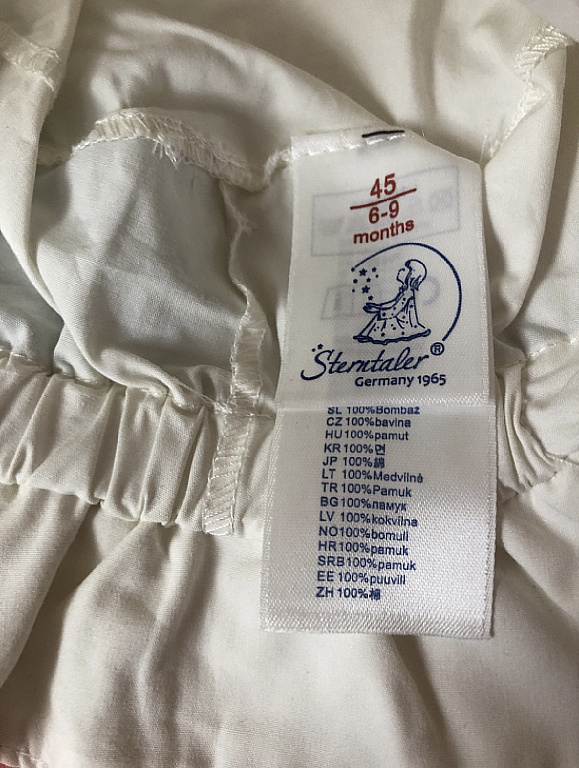 45
6-9
months
Sterntaler®
Germany 1965
SL 100%Bombaž
CZ 100%bavlna
HU 100%pamut
KR 100%면
JP 100%綿
LT 100%Medvilnė
TR 100%Pamuk
BG 100%памук
LV 100%kokvilna
NO 100%bomull
HR 100%pamuk
SRB 100%pamuk
EE 100%puuvill
ZH 100%棉